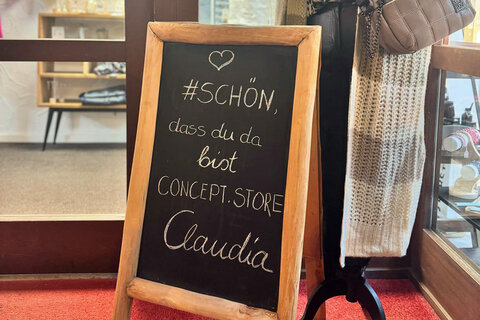 #SCHÖN,
dass du da
bist
CONCEPT.STORE
Claudia